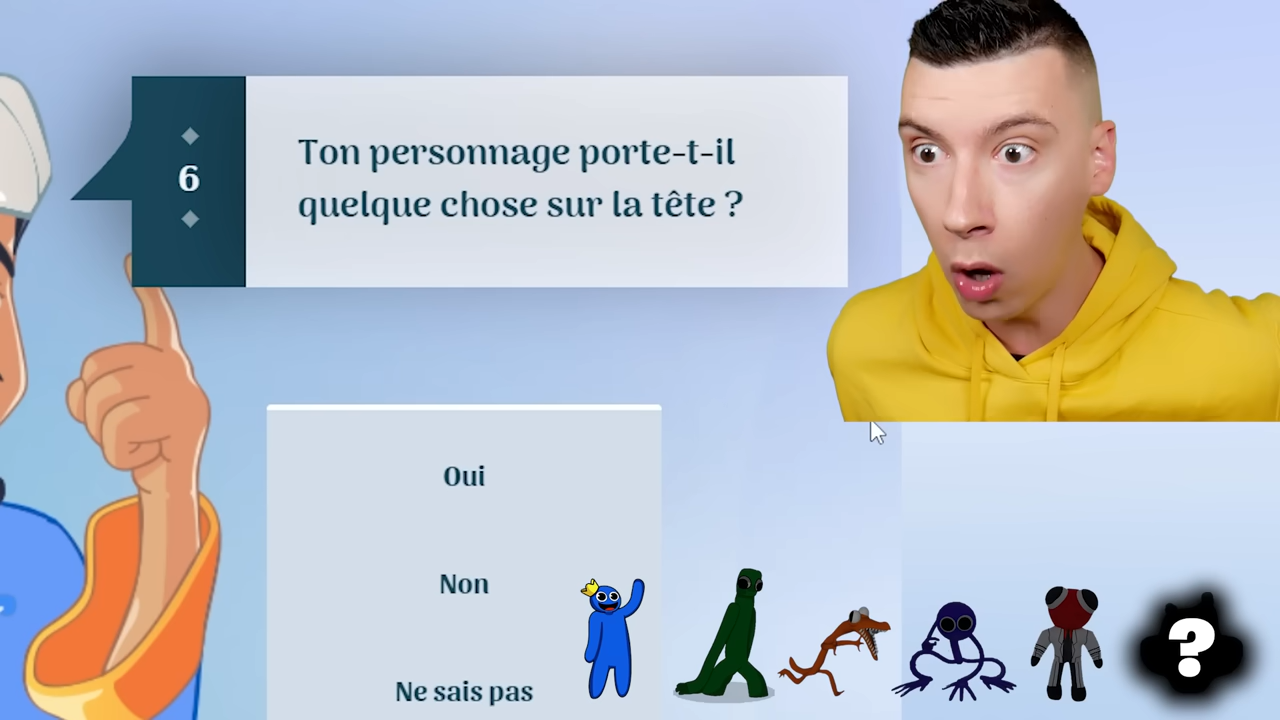 6
Ton personnage porte-t-il
quelque chose sur la tête ?
Oui
Non
Ne sais pas
?